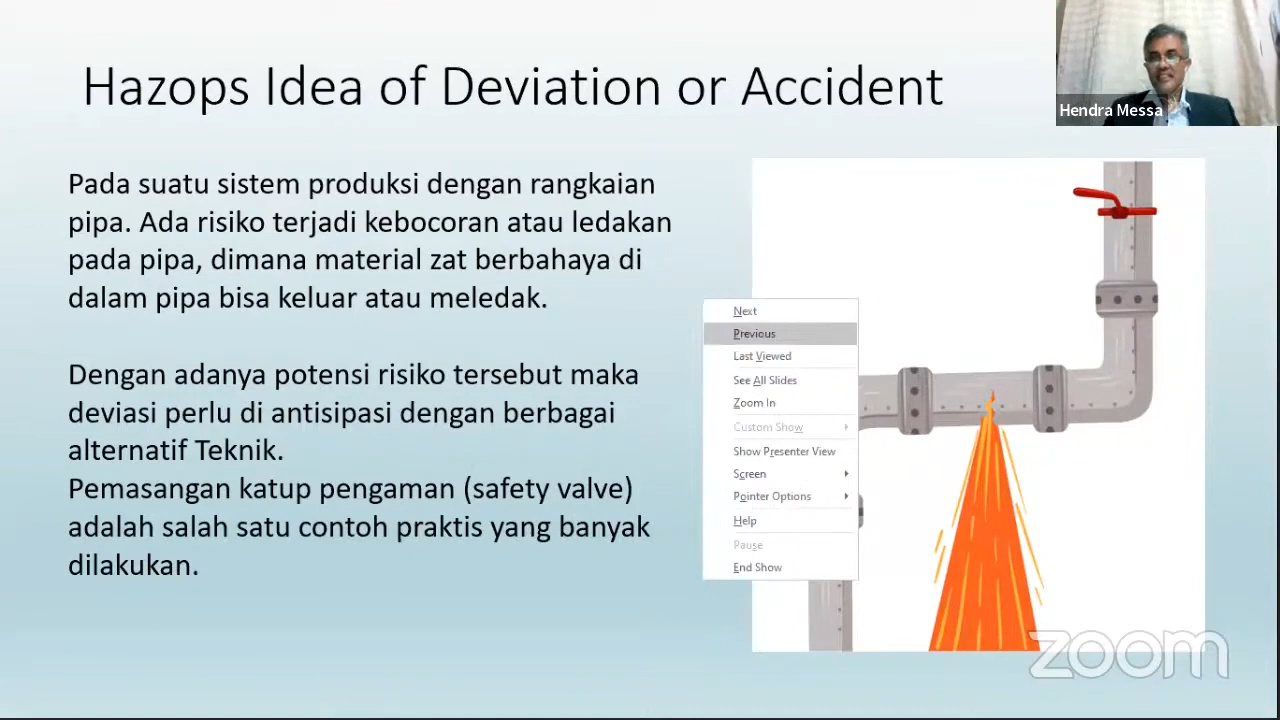 Hazops Idea of Deviation or Accident
Hendra Messa
Pada suatu sistem produksi dengan rangkaian
pipa. Ada risiko terjadi kebocoran atau ledakan
pada pipa, dimana material zat berbahaya di
dalam pipa bisa keluar atau meledak.
Dengan adanya potensi risiko tersebut maka
deviasi perlu di antisipasi dengan berbagai
alternatif Teknik.
Pemasangan katup pengaman (safety valve)
adalah salah satu contoh praktis yang banyak
dilakukan.
Next
Previous
Last Viewed
See All Slides
Zoom In
Custom Show
Show Presenter View
Screen
Pointer Options
Help
Pause
End Show
zoom